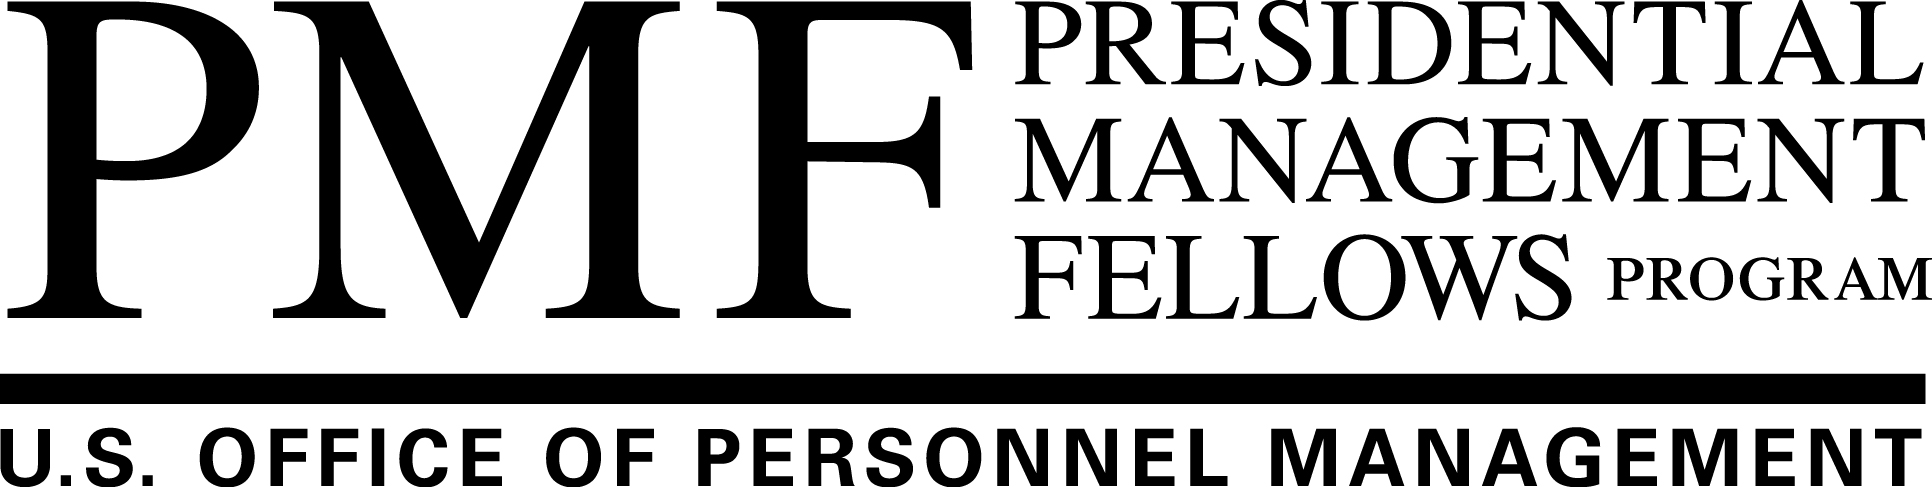 PMF
PRESIDENTIAL
MANAGEMENT
FELLOWS PROGRAM
U.S. OFFICE OF PERSONNEL MANAGEMENT